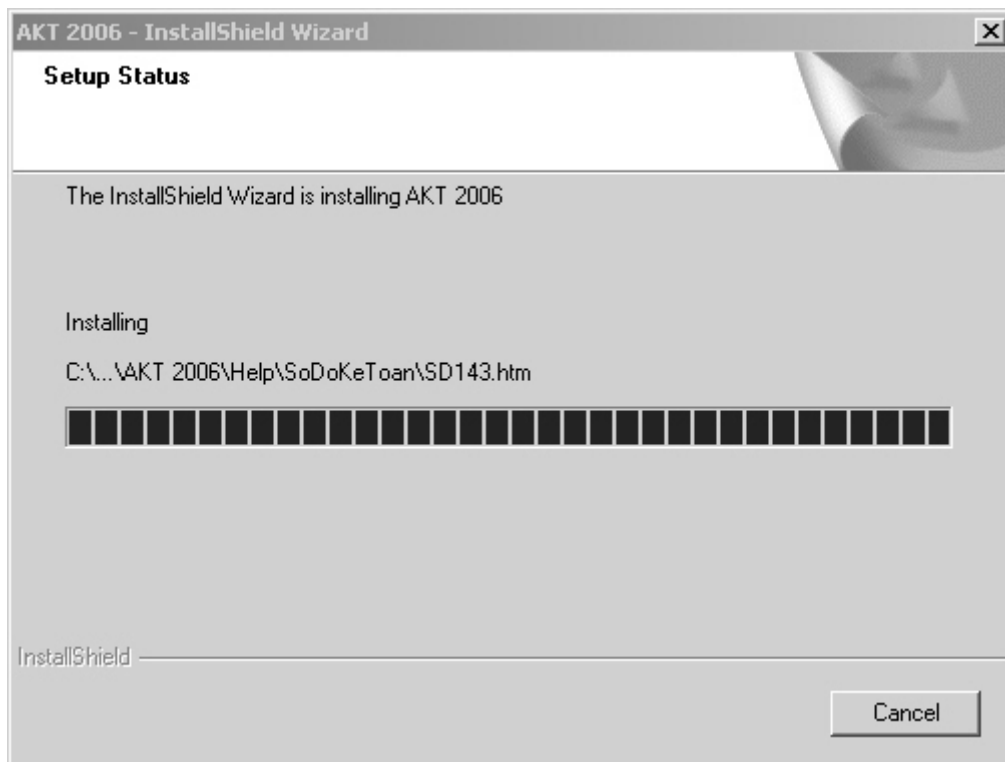 AKT 2006 - InstallShield Wizard
Setup Status
The InstallShield Wizard is installing AKT 2006
Installing
C:\...\AKT 2006\Help\SoDoKeToan\SD143.htm
InstallShield
Cancel